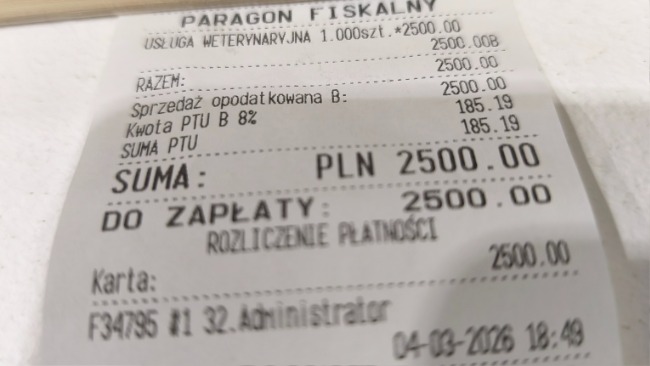 PARAGON FISKALNY
USŁUGA WETERYNARYJNA 1.000szt.*2500.00
2500.00B
RAZEM: 2500.00
Sprzedaż opodatkowana B: 2500.00
Kwota PTU B 8% 185.19
SUMA PTU 185.19
SUMA: PLN 2500.00
DO ZAPŁATY: 2500.00
ROZLICZENIE PŁATNOŚCI
Karta: 2500.00
F34795 #1 32.Administrator
04-03-2026 18:49